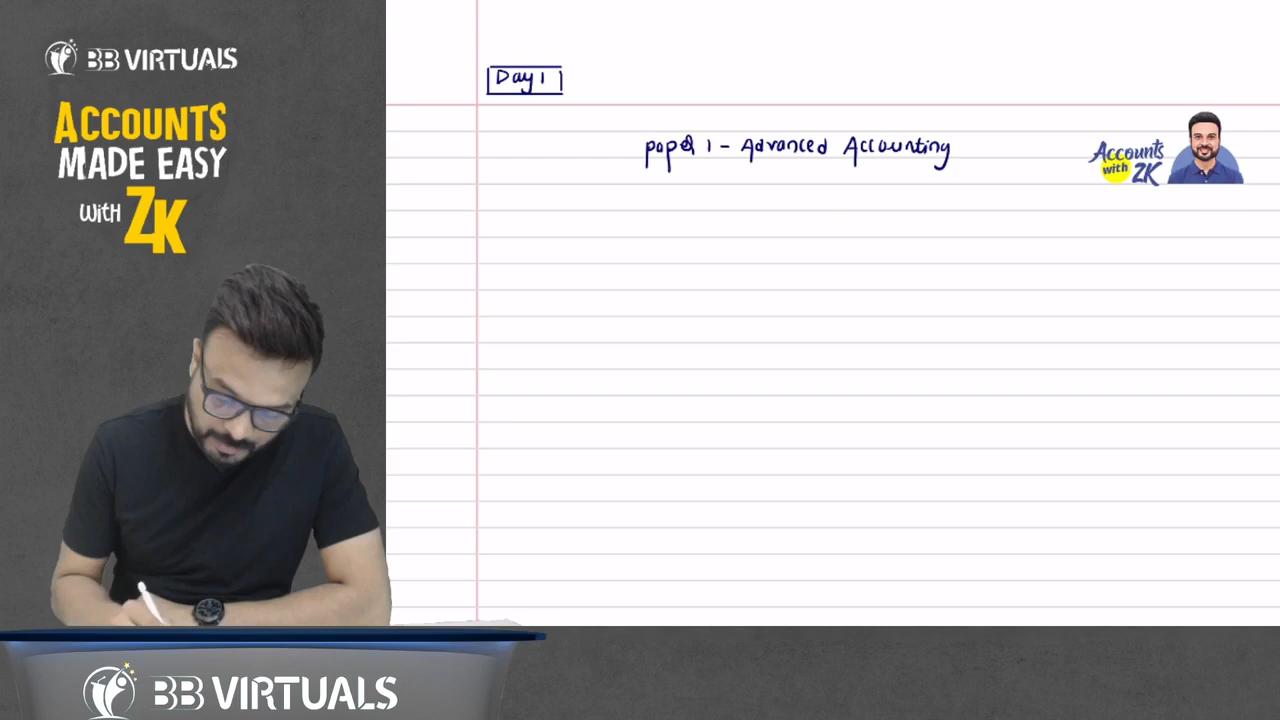 BB VIRTUALS
ACCOUNTS
MADE EASY
WITH ZK
Day 1
paper 1 - Advanced Accounting
Accounts
with ZK
BB VIRTUALS